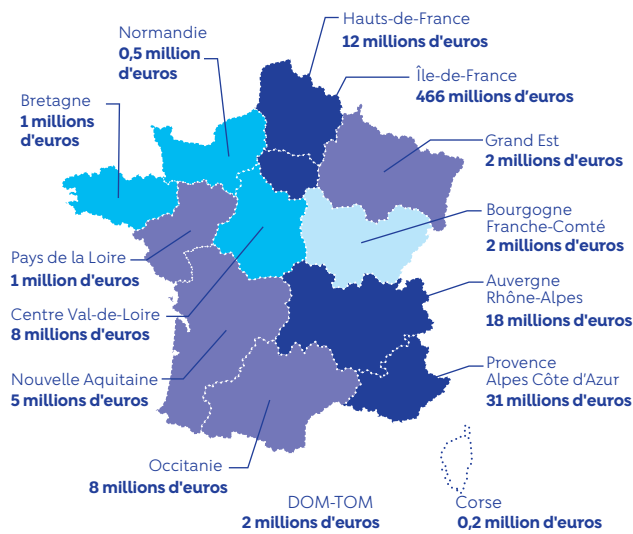 Hauts-de-France
12 millions d'euros
Normandie
0,5 million
d'euros
Île-de-France
466 millions d'euros
Bretagne
1 millions
d'euros
Grand Est
2 millions d'euros
Bourgogne
Franche-Comté
2 millions d'euros
Pays de la Loire
1 million d'euros
Auvergne
Rhône-Alpes
18 millions d'euros
Centre Val-de-Loire
8 millions d'euros
Provence
Alpes Côte d'Azur
31 millions d'euros
Nouvelle Aquitaine
5 millions d'euros
Occitanie
8 millions d'euros
DOM-TOM
2 millions d'euros
Corse
0,2 million d'euros